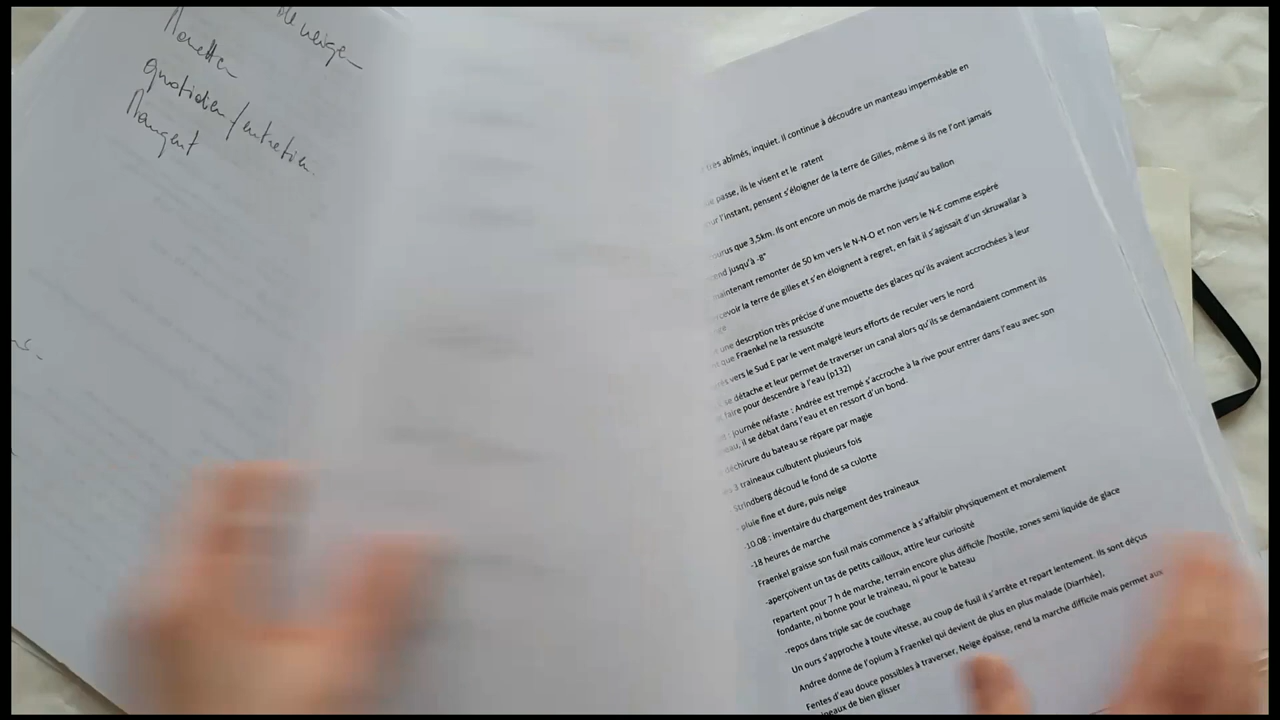 de neige
Mouettes
quotidien / entretien
Mangent
très abîmés, inquiet. Il continue à découdre un manteau imperméable en
passe, ils le visent et le ratent
l'instant, pensent s'éloigner de la terre de Gilles, même si ils ne l'ont jamais
que 3,5km. Ils ont encore un mois de marche jusqu'au ballon
jusqu'à -8°
maintenant remonter de 50 km vers le N-N-O et non vers le N-E comme espéré
la terre de gilles et s'en éloignent à regret, en fait il s'agissait d'un skruwallar à
une descrption très précise d'une mouette des glaces qu'ils avaient accrochées à leur
que Fraenkel ne la ressuscite
vers le Sud E par le vent malgré leurs efforts de reculer vers le nord
se détache et leur permet de traverser un canal alors qu'ils se demandaient comment ils
faire pour descendre à l'eau (p132)
: journée néfaste : Andrée est trempé s'accroche à la rive pour entrer dans l'eau avec son
il se débat dans l'eau et en ressort d'un bond.
déchirure du bateau se répare par magie
3 traineaux culbutent plusieurs fois
Strindberg découd le fond de sa culotte
pluie fine et dure, puis neige
-10.08 : inventaire du chargement des traineaux
-18 heures de marche
Fraenkel graisse son fusil mais commence à s'affaiblir physiquement et moralement
-aperçoivent un tas de petits cailloux, attire leur curiosité
repartent pour 7 h de marche, terrain encore plus difficile /hostile, zones semi liquide de glace
fondante, ni bonne pour le traineau, ni pour le bateau
-repos dans triple sac de couchage
Un ours s'approche à toute vitesse, au coup de fusil il s'arrête et repart lentement. Ils sont déçus
Andree donne de l'opium à Fraenkel qui devient de plus en plus malade (Diarrhée).
Fentes d'eau douce possibles à traverser. Neige épaisse, rend la marche difficile mais permet aux
de bien glisser